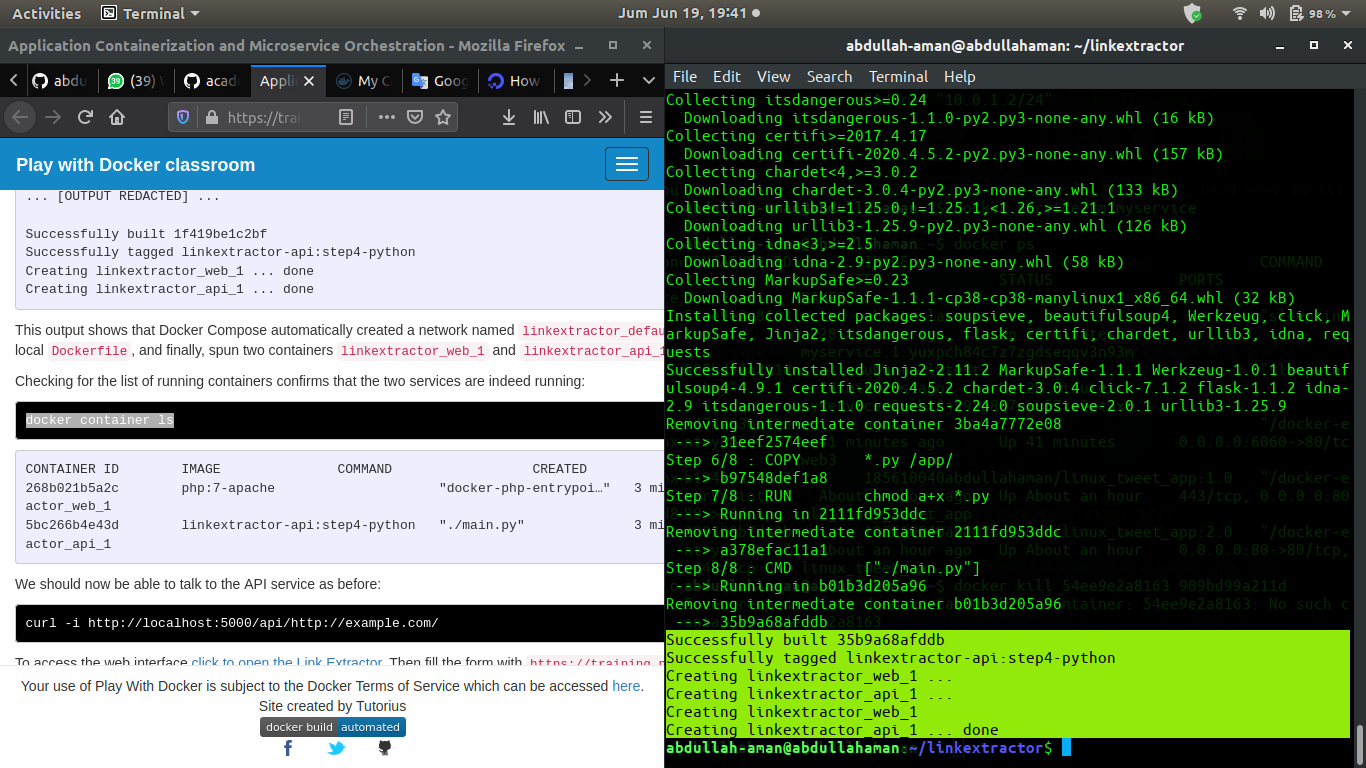 Activities
Terminal
Jum Jun 19, 19:41
98 %
Application Containerization and Microservice Orchestration - Mozilla Firefox
abdu
(39)
acade
Appli
My C
Goog
How
https://trai
Play with Docker classroom
... [OUTPUT REDACTED] ...
Successfully built 1f419be1c2bf
Successfully tagged linkextractor-api:step4-python
Creating linkextractor_web_1 ... done
Creating linkextractor_api_1 ... done
This output shows that Docker Compose automatically created a network named linkextractor_defau
local Dockerfile, and finally, spun two containers linkextractor_web_1 and linkextractor_api_1
Checking for the list of running containers confirms that the two services are indeed running:
docker container ls
CONTAINER ID        IMAGE               COMMAND                  CREATED
268b021b5a2c        php:7-apache                     "docker-php-entrypoi…"   3 mi
actor_web_1
5bc266b4e43d        linkextractor-api:step4-python   "./main.py"              3 mi
actor_api_1
We should now be able to talk to the API service as before:
curl -i http://localhost:5000/api/http://example.com/
To access the web interface click to open the Link Extractor. Then fill the form with https://training.p
Your use of Play With Docker is subject to the Docker Terms of Service which can be accessed here.
Site created by Tutorius
docker build automated
abdullah-aman@abdullahaman: ~/linkextractor
File Edit View Search Terminal Help
Collecting itsdangerous>=0.24
  Downloading itsdangerous-1.1.0-py2.py3-none-any.whl (16 kB)
Collecting certifi>=2017.4.17
  Downloading certifi-2020.4.5.2-py2.py3-none-any.whl (157 kB)
Collecting chardet<4,>=3.0.2
  Downloading chardet-3.0.4-py2.py3-none-any.whl (133 kB)
Collecting urllib3!=1.25.0,!=1.25.1,<1.26,>=1.21.1
  Downloading urllib3-1.25.9-py2.py3-none-any.whl (126 kB)
Collecting idna<3,>=2.5
  Downloading idna-2.9-py2.py3-none-any.whl (58 kB)
Collecting MarkupSafe>=0.23
  Downloading MarkupSafe-1.1.1-cp38-cp38-manylinux1_x86_64.whl (32 kB)
Installing collected packages: soupsieve, beautifulsoup4, Werkzeug, click, M
arkupSafe, Jinja2, itsdangerous, flask, certifi, chardet, urllib3, idna, req
uests
Successfully installed Jinja2-2.11.2 MarkupSafe-1.1.1 Werkzeug-1.0.1 beautif
ulsoup4-4.9.1 certifi-2020.4.5.2 chardet-3.0.4 click-7.1.2 flask-1.1.2 idna-
2.9 itsdangerous-1.1.0 requests-2.24.0 soupsieve-2.0.1 urllib3-1.25.9
Removing intermediate container 3ba4a7772e08
 ---> 31eef2574eef
Step 6/8 : COPY       *.py /app/
 ---> b97548def1a8
Step 7/8 : RUN        chmod a+x *.py
 ---> Running in 2111fd953ddc
Removing intermediate container 2111fd953ddc
 ---> a378efac11a1
Step 8/8 : CMD        ["./main.py"]
 ---> Running in b01b3d205a96
Removing intermediate container b01b3d205a96
 ---> 35b9a68afddb
Successfully built 35b9a68afddb
Successfully tagged linkextractor-api:step4-python
Creating linkextractor_web_1 ...
Creating linkextractor_api_1 ...
Creating linkextractor_web_1
Creating linkextractor_api_1 ... done
abdullah-aman@abdullahaman:~/linkextractor$